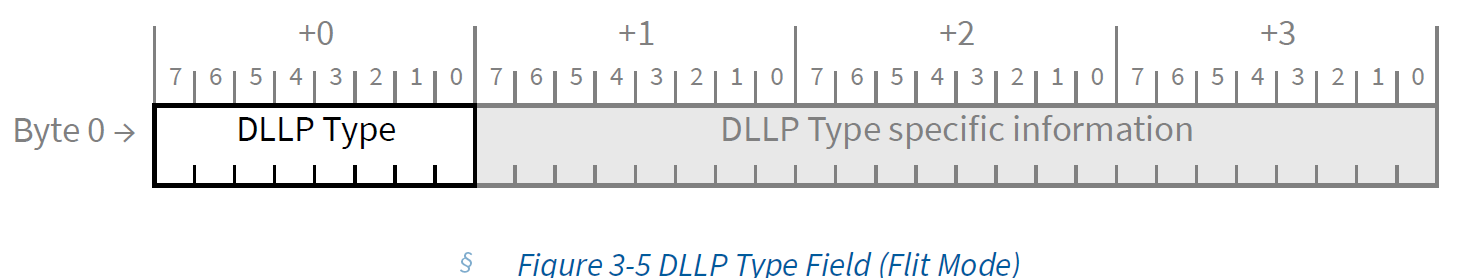 +0 +1 +2 +3
7 6 5 4 3 2 1 0 7 6 5 4 3 2 1 0 7 6 5 4 3 2 1 0 7 6 5 4 3 2 1 0
Byte 0 → DLLP Type DLLP Type specific information
§ Figure 3-5 DLLP Type Field (Flit Mode)